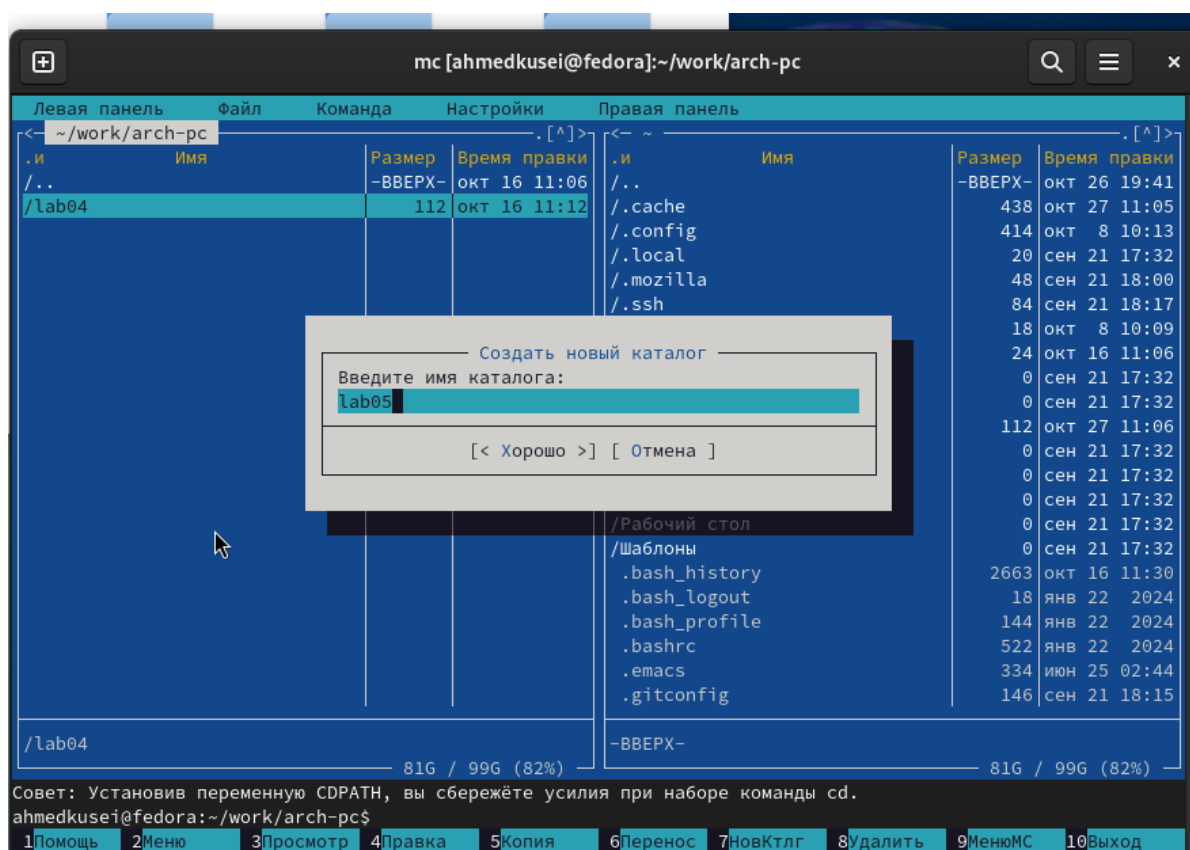 mc [ahmedkusei@fedora]:~/work/arch-pc
Левая панель Файл Команда Настройки Правая панель
<─ ~/work/arch-pc .[^]> <─ ~ .[^]>
.и Имя Размер Время правки .и Имя Размер Время правки
/.. -ВВЕРХ- окт 16 11:06 /.. -ВВЕРХ- окт 26 19:41
/lab04 112 окт 16 11:12 /.cache 438 окт 27 11:05
/.config 414 окт 8 10:13
/.local 20 сен 21 17:32
/.mozilla 48 сен 21 18:00
/.ssh 84 сен 21 18:17
18 окт 8 10:09
Создать новый каталог 24 окт 16 11:06
Введите имя каталога: 0 сен 21 17:32
lab05 0 сен 21 17:32
112 окт 27 11:06
[< Хорошо >] [ Отмена ] 0 сен 21 17:32
0 сен 21 17:32
0 сен 21 17:32
/Рабочий стол 0 сен 21 17:32
/Шаблоны 0 сен 21 17:32
.bash_history 2663 окт 16 11:30
.bash_logout 18 янв 22 2024
.bash_profile 144 янв 22 2024
.bashrc 522 янв 22 2024
.emacs 334 июн 25 02:44
.gitconfig 146 сен 21 18:15
/lab04 -ВВЕРХ-
81G / 99G (82%) 81G / 99G (82%)
Совет: Установив переменную CDPATH, вы сбережёте усилия при наборе команды cd.
ahmedkusei@fedora:~/work/arch-pc$
1Помощь 2Меню 3Просмотр 4Правка 5Копия 6Перенос 7НовКтлг 8Удалить 9МенюМС 10Выход